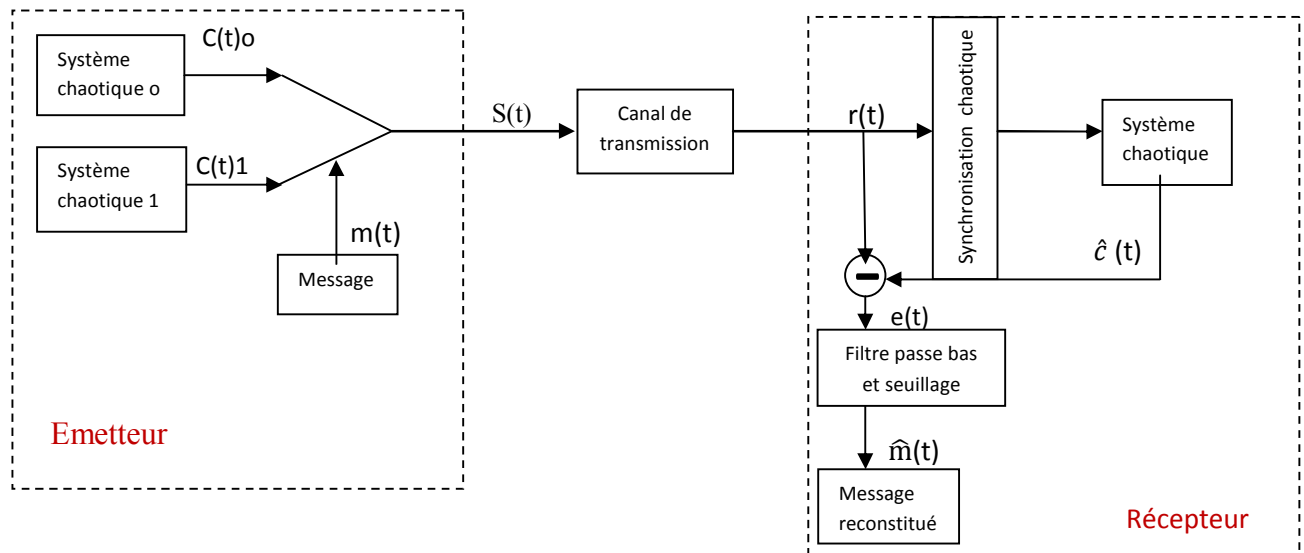 C(t)o
Système
chaotique o
C(t)1
Système
chaotique 1
m(t)
Message
Emetteur
S(t)
Canal de
transmission
r(t)
Synchronisation chaotique
Système
chaotique
ĉ (t)
e(t)
Filtre passe bas
et seuillage
m̂(t)
Message
reconstitué
Récepteur